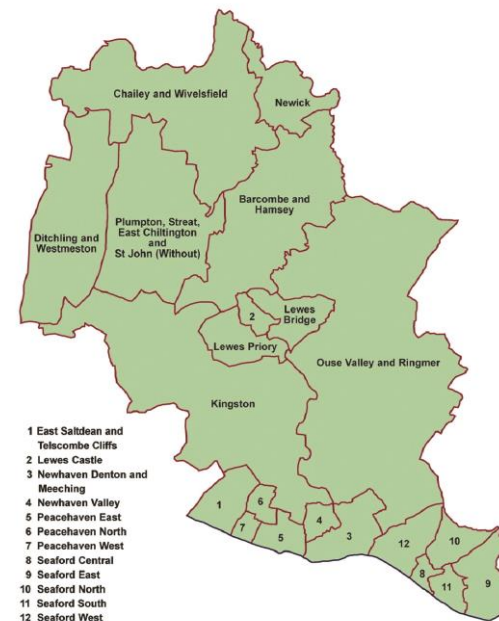 Chailey and Wivelsfield
Newick
Barcombe and
Hamsey
Plumpton, Streat,
East Chiltington
and
St John (Without)
Ditchling and
Westmeston
2
Lewes
Bridge
Lewes Priory
Ouse Valley and Ringmer
Kingston
1
6
7
5
4
3
12
10
8
11
9
1 East Saltdean and
Telscombe Cliffs
2 Lewes Castle
3 Newhaven Denton and
Meeching
4 Newhaven Valley
5 Peacehaven East
6 Peacehaven North
7 Peacehaven West
8 Seaford Central
9 Seaford East
10 Seaford North
11 Seaford South
12 Seaford West